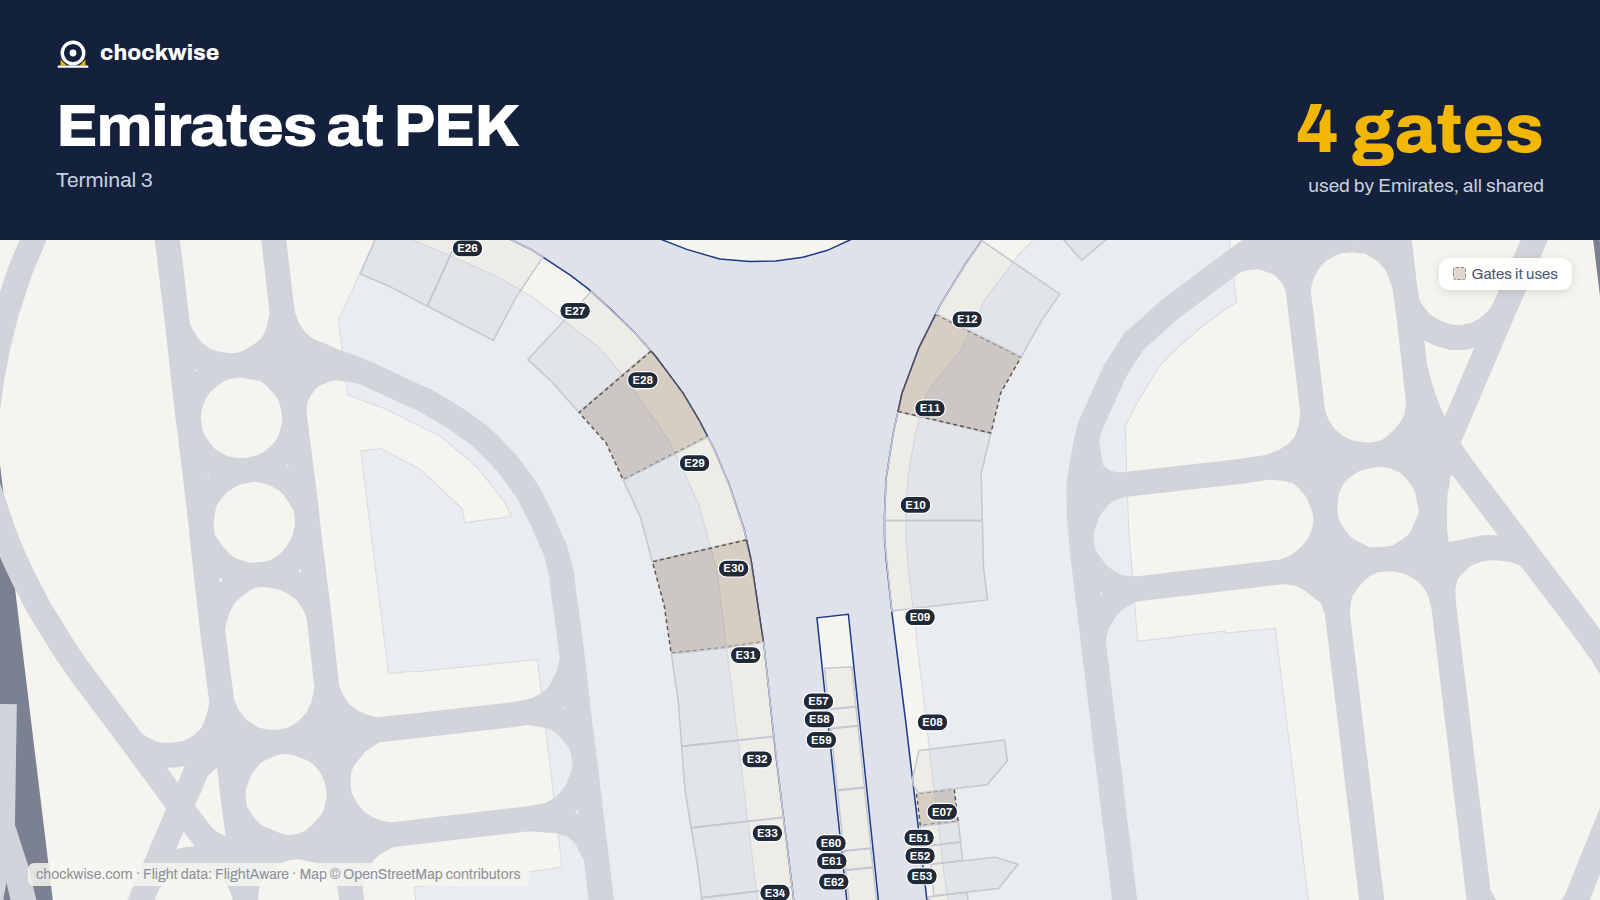 chockwise
Emirates at PEK
Terminal 3
4 gates
used by Emirates, all shared
Gates it uses
E26
E27
E28
E29
E30
E31
E32
E33
E34
E12
E11
E10
E09
E08
E07
E51
E52
E53
E57
E58
E59
E60
E61
E62
chockwise.com · Flight data: FlightAware · Map © OpenStreetMap contributors